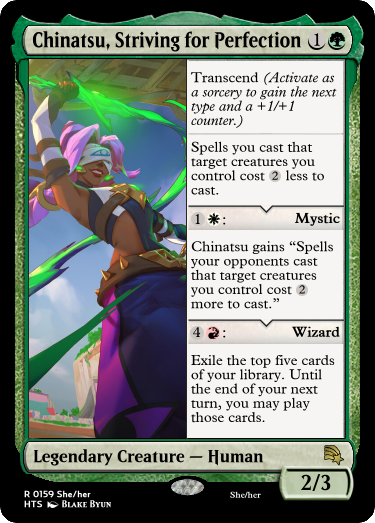 Chinatsu, Striving for Perfection 1
Transcend (Activate as
a sorcery to gain the next
type and a +1/+1
counter.)
Spells you cast that
target creatures you
control cost 2 less to
cast.
1 : Mystic
Chinatsu gains “Spells
your opponents cast
that target creatures
you control cost 2
more to cast.”
4 : Wizard
Exile the top five cards
of your library. Until
the end of your next
turn, you may play
those cards.
Legendary Creature — Human
2/3
R 0159 She/her
HTS BLAKE BYUN
She/her